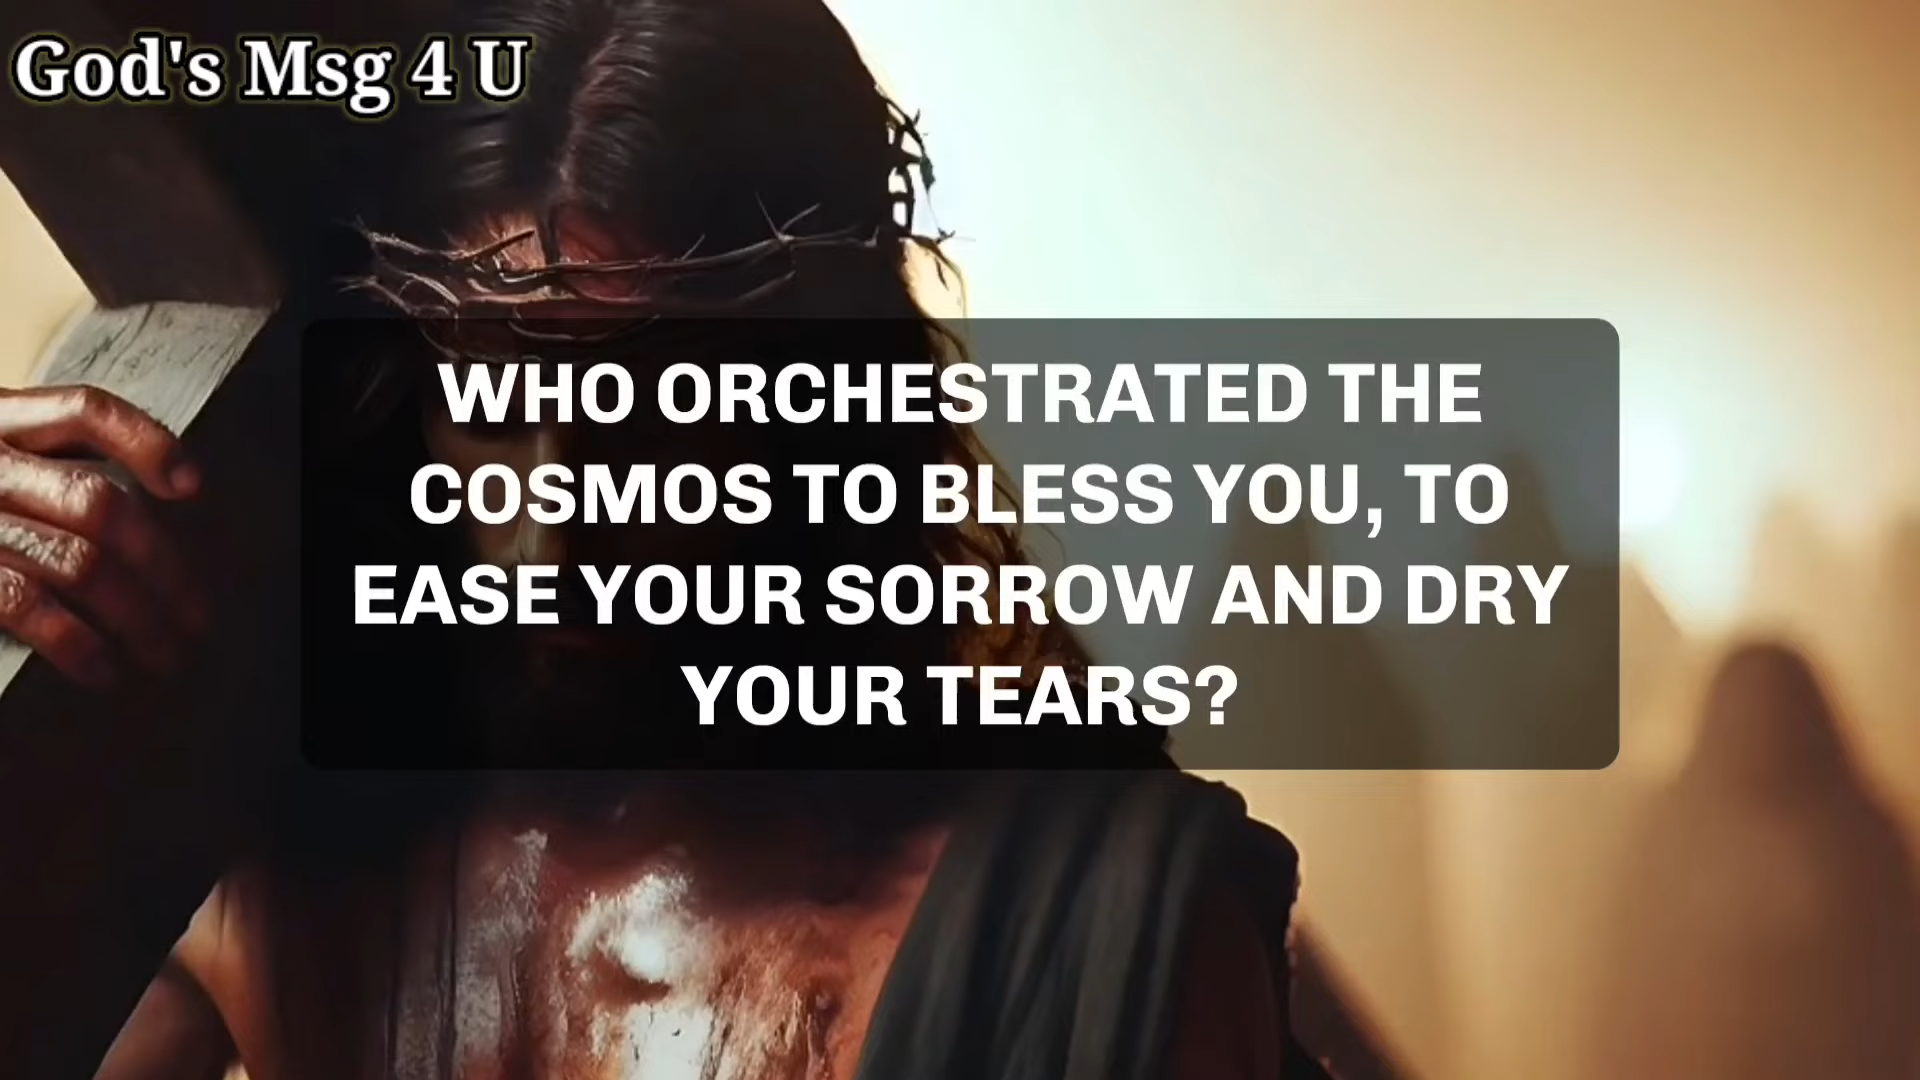 God's Msg 4 U
WHO ORCHESTRATED THE
COSMOS TO BLESS YOU, TO
EASE YOUR SORROW AND DRY
YOUR TEARS?